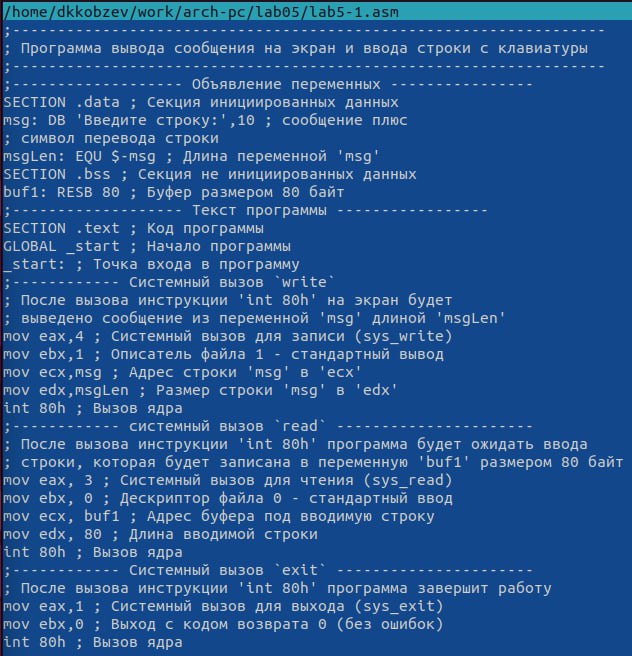 /home/dkkobzev/work/arch-pc/lab05/lab5-1.asm
;------------------------------------------------------------------
; Программа вывода сообщения на экран и ввода строки с клавиатуры
;------------------------------------------------------------------
;------------------- Объявление переменных ----------------
SECTION .data ; Секция инициированных данных
msg: DB 'Введите строку:',10 ; сообщение плюс
; символ перевода строки
msgLen: EQU $-msg ; Длина переменной 'msg'
SECTION .bss ; Секция не инициированных данных
buf1: RESB 80 ; Буфер размером 80 байт
;------------------- Текст программы -----------------
SECTION .text ; Код программы
GLOBAL _start ; Начало программы
_start: ; Точка входа в программу
;------------ Системный вызов `write`
; После вызова инструкции 'int 80h' на экран будет
; выведено сообщение из переменной 'msg' длиной 'msgLen'
mov eax,4 ; Системный вызов для записи (sys_write)
mov ebx,1 ; Описатель файла 1 - стандартный вывод
mov ecx,msg ; Адрес строки 'msg' в 'ecx'
mov edx,msgLen ; Размер строки 'msg' в 'edx'
int 80h ; Вызов ядра
;------------ системный вызов `read` ----------------------
; После вызова инструкции 'int 80h' программа будет ожидать ввода
; строки, которая будет записана в переменную 'buf1' размером 80 байт
mov eax, 3 ; Системный вызов для чтения (sys_read)
mov ebx, 0 ; Дескриптор файла 0 - стандартный ввод
mov ecx, buf1 ; Адрес буфера под вводимую строку
mov edx, 80 ; Длина вводимой строки
int 80h ; Вызов ядра
;------------ Системный вызов `exit` ----------------------
; После вызова инструкции 'int 80h' программа завершит работу
mov eax,1 ; Системный вызов для выхода (sys_exit)
mov ebx,0 ; Выход с кодом возврата 0 (без ошибок)
int 80h ; Вызов ядра